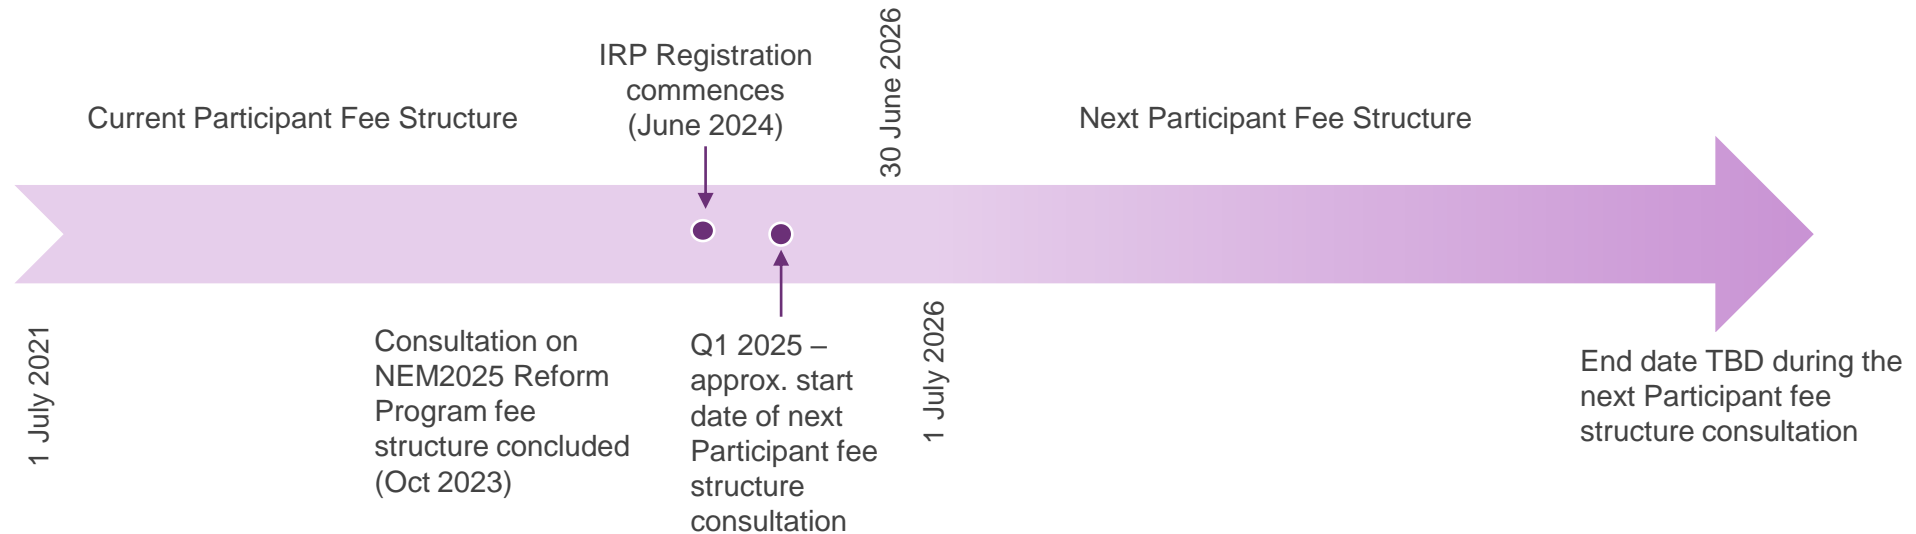 Current Participant Fee Structure
IRP Registration
commences
(June 2024)
30 June 2026
Next Participant Fee Structure
1 July 2021
Consultation on
NEM2025 Reform
Program fee
structure concluded
(Oct 2023)
Q1 2025 –
approx. start
date of next
Participant fee
structure
consultation
1 July 2026
End date TBD during the
next Participant fee
structure consultation